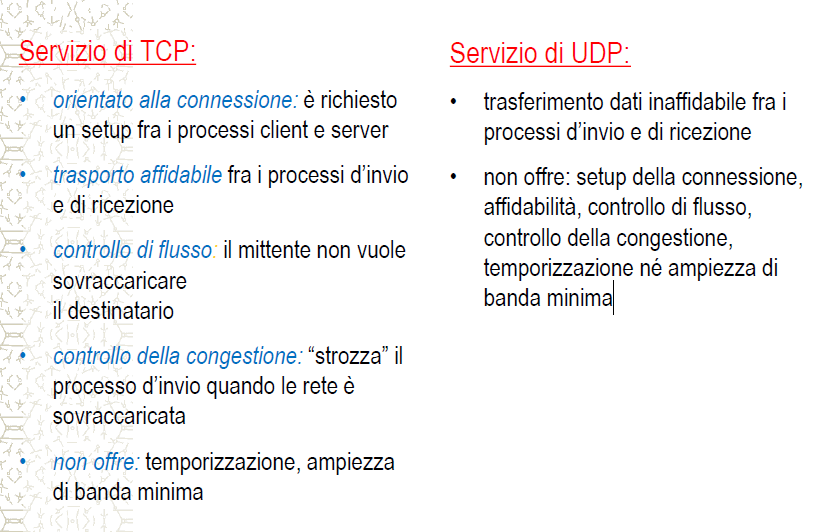 Servizio di TCP:
• orientato alla connessione: è richiesto
un setup fra i processi client e server
• trasporto affidabile fra i processi d’invio
e di ricezione
• controllo di flusso: il mittente non vuole
sovraccaricare
il destinatario
• controllo della congestione: “strozza” il
processo d’invio quando le rete è
sovraccaricata
• non offre: temporizzazione, ampiezza
di banda minima
Servizio di UDP:
• trasferimento dati inaffidabile fra i
processi d’invio e di ricezione
• non offre: setup della connessione,
affidabilità, controllo di flusso,
controllo della congestione,
temporizzazione né ampiezza di
banda minima